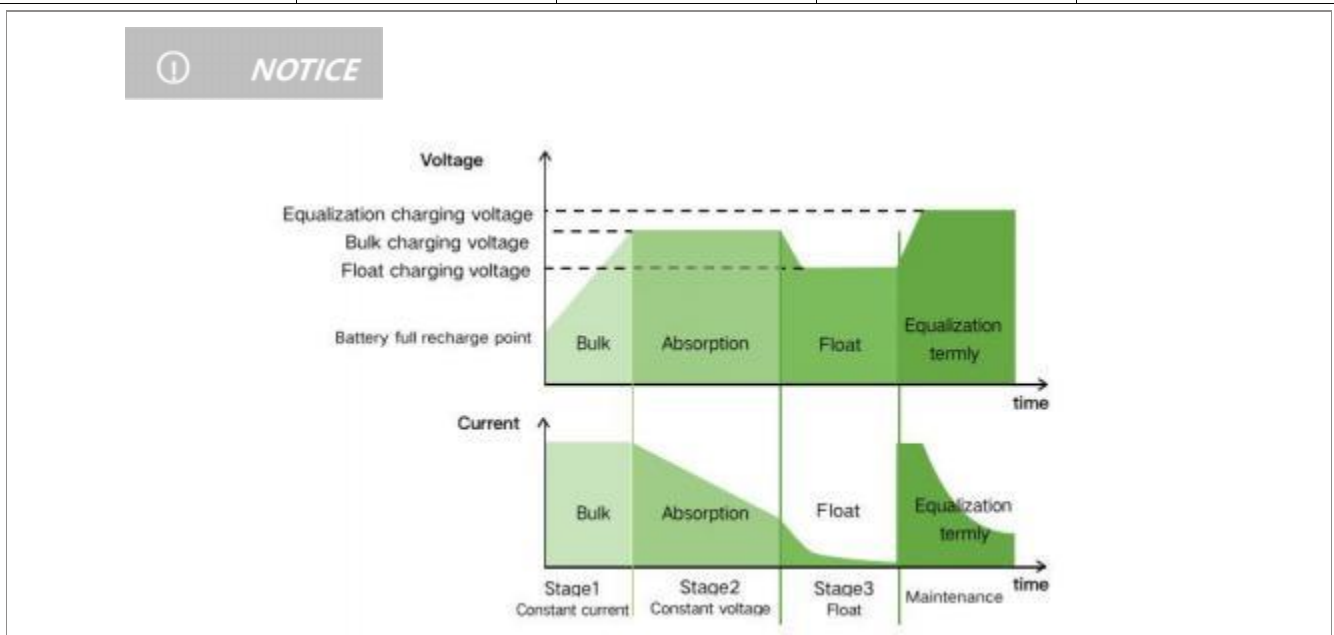 NOTICE
Voltage
Equalization charging voltage
Bulk charging voltage
Float charging voltage
Battery full recharge point
Bulk
Absorption
Float
Equalization
termly
time
Current
Bulk
Absorption
Float
Equalization
termly
time
Stage1
Constant current
Stage2
Constant voltage
Stage3
Float
Maintenance